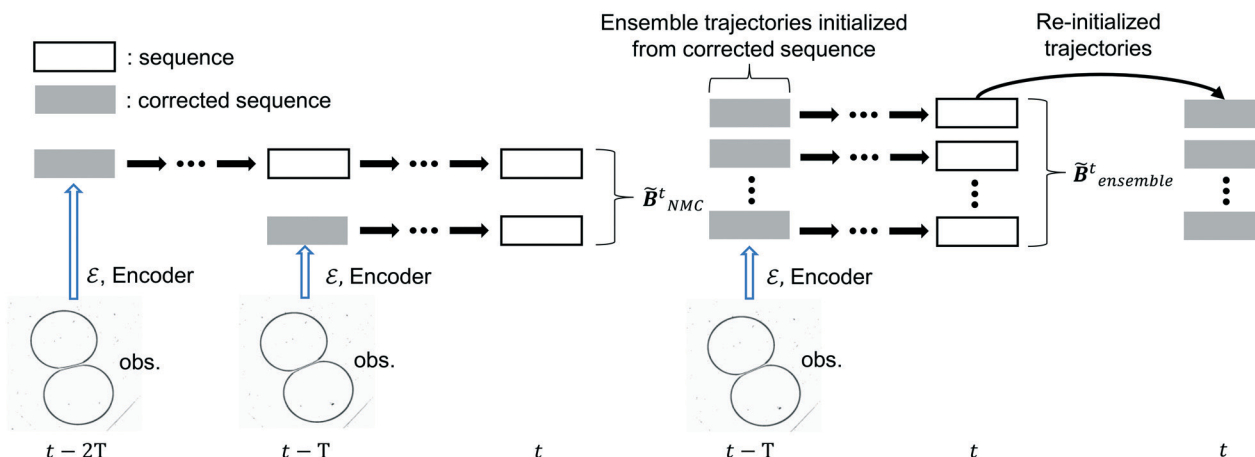 : sequence
: corrected sequence
ℰ, Encoder
obs.
ℰ, Encoder
obs.
B̃ᵗ_NMC
t − 2T
t − T
t
Ensemble trajectories initialized
from corrected sequence
Re-initialized
trajectories
B̃ᵗ_ensemble
ℰ, Encoder
obs.
t − T
t
t